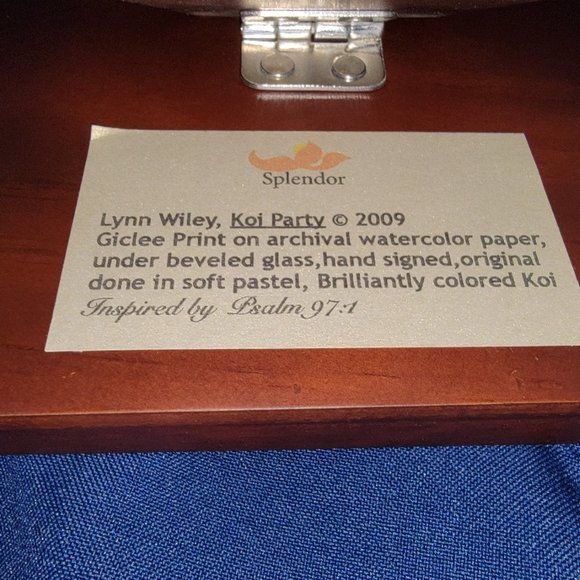 Splendor
Lynn Wiley, Koi Party © 2009
Giclee Print on archival watercolor paper,
under beveled glass,hand signed,original
done in soft pastel, Brilliantly colored Koi
Inspired by Psalm 97:1